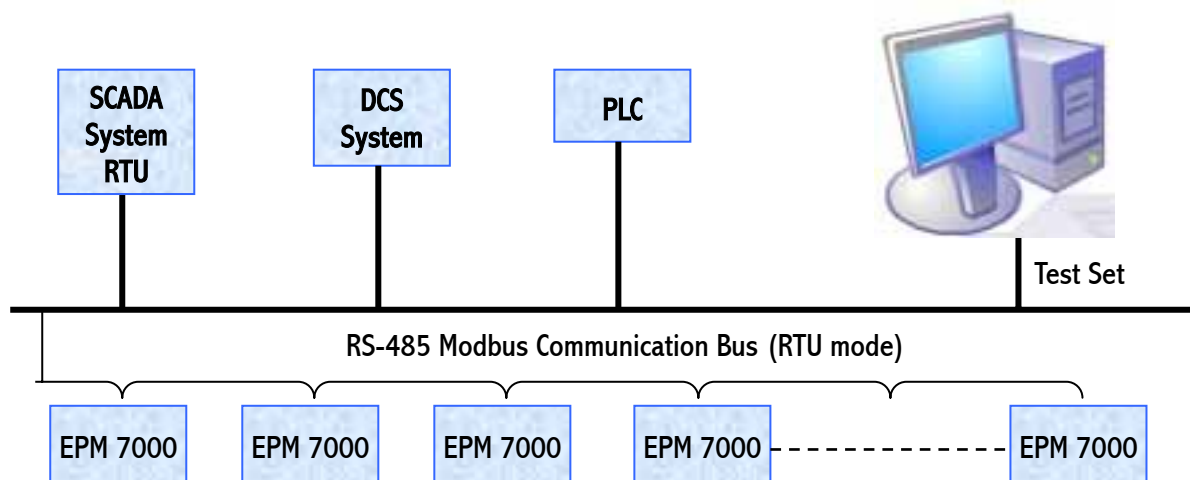 SCADA
System
RTU
DCS
System
PLC
Test Set
RS-485 Modbus Communication Bus (RTU mode)
EPM 7000
EPM 7000
EPM 7000
EPM 7000
EPM 7000